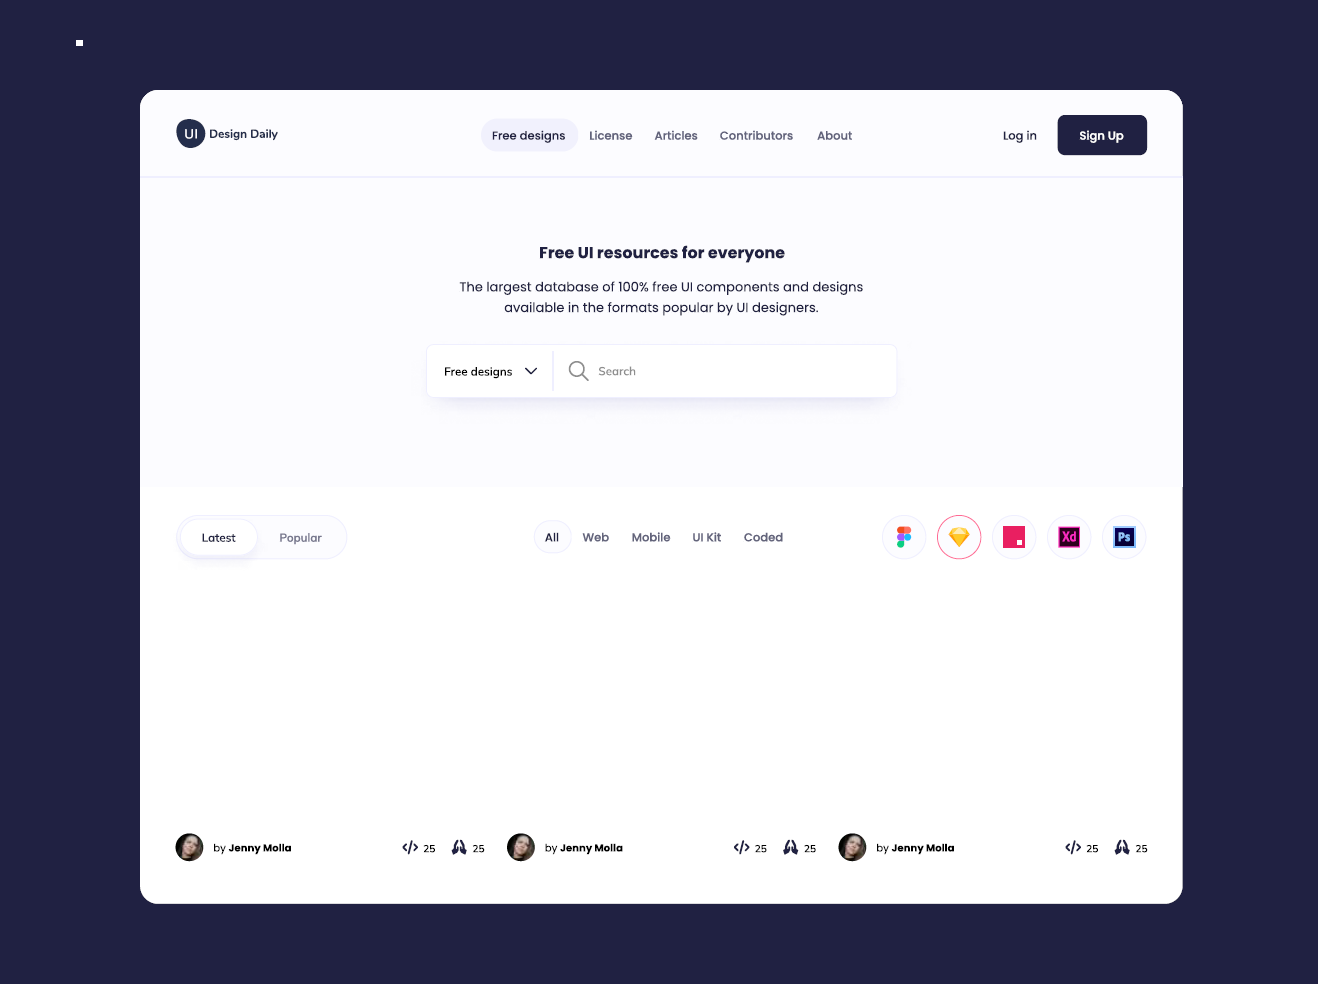 UI Design Daily
Free designs License Articles Contributors About
Log in Sign Up
Free UI resources for everyone
The largest database of 100% free UI components and designs
available in the formats popular by UI designers.
Free designs Search
Latest Popular
All Web Mobile UI Kit Coded
Xd Ps
by Jenny Molla 25 25
by Jenny Molla 25 25
by Jenny Molla 25 25